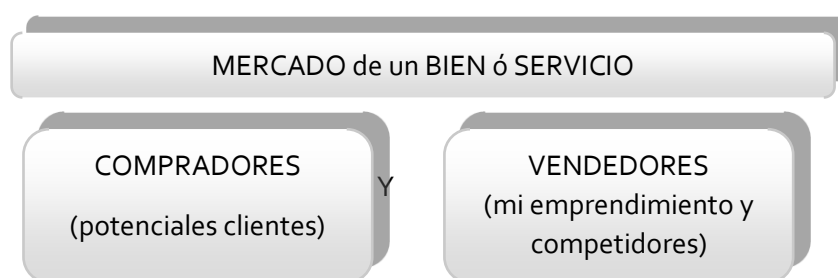 MERCADO de un BIEN ó SERVICIO
COMPRADORES
(potenciales clientes)
Y
VENDEDORES
(mi emprendimiento y
competidores)